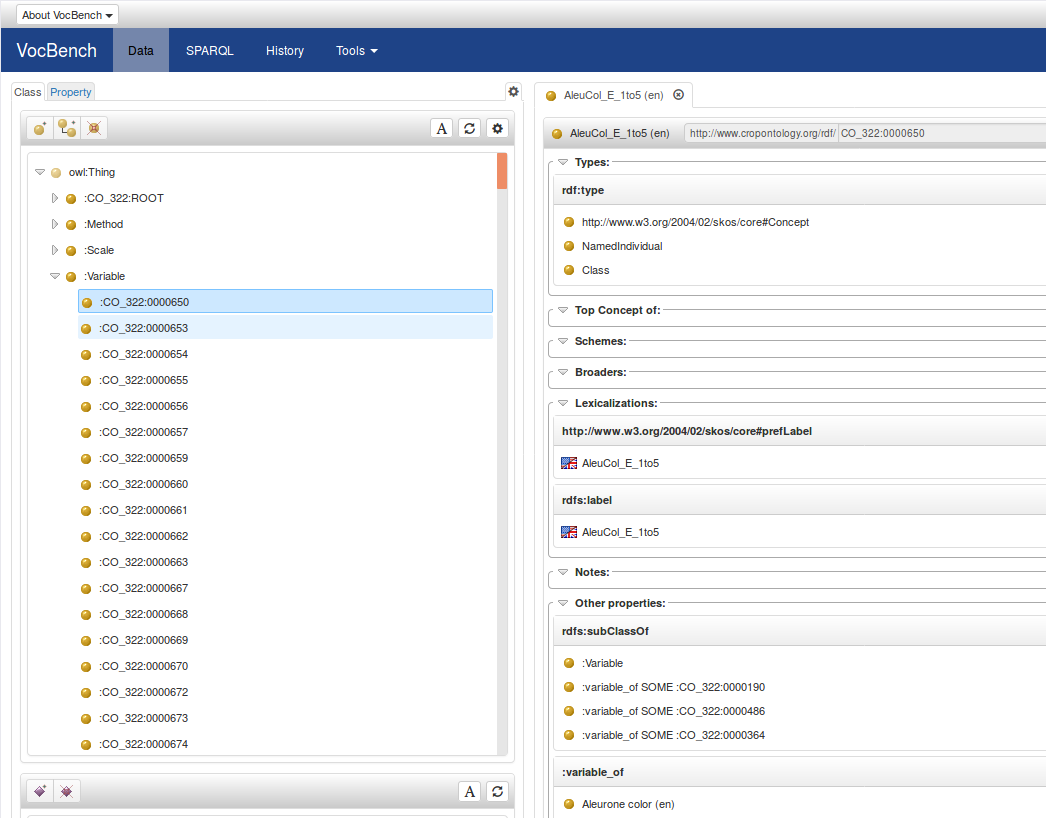 About VocBench
VocBench Data SPARQL History Tools
Class Property
A
owl:Thing
:CO_322:ROOT
:Method
:Scale
:Variable
:CO_322:0000650
:CO_322:0000653
:CO_322:0000654
:CO_322:0000655
:CO_322:0000656
:CO_322:0000657
:CO_322:0000659
:CO_322:0000660
:CO_322:0000661
:CO_322:0000662
:CO_322:0000663
:CO_322:0000667
:CO_322:0000668
:CO_322:0000669
:CO_322:0000670
:CO_322:0000672
:CO_322:0000673
:CO_322:0000674
A
AleuCol_E_1to5 (en)
AleuCol_E_1to5 (en) http://www.cropontology.org/rdf/ CO_322:0000650
Types:
rdf:type
http://www.w3.org/2004/02/skos/core#Concept
NamedIndividual
Class
Top Concept of:
Schemes:
Broaders:
Lexicalizations:
http://www.w3.org/2004/02/skos/core#prefLabel
AleuCol_E_1to5
rdfs:label
AleuCol_E_1to5
Notes:
Other properties:
rdfs:subClassOf
:Variable
:variable_of SOME :CO_322:0000190
:variable_of SOME :CO_322:0000486
:variable_of SOME :CO_322:0000364
:variable_of
Aleurone color (en)